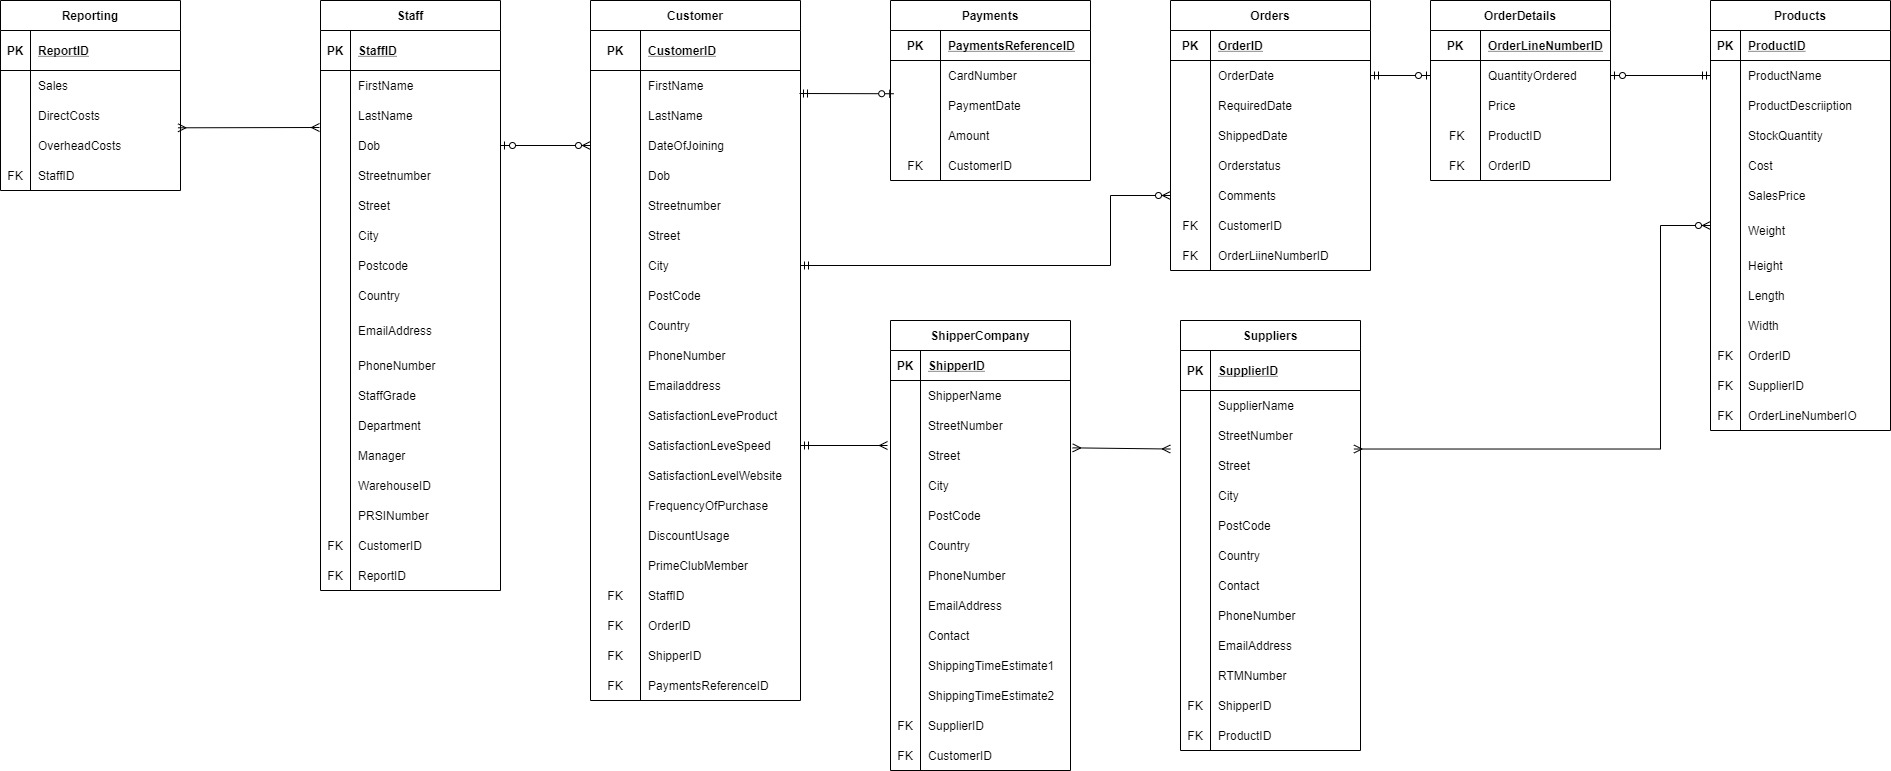 Reporting
PK ReportID
Sales
DirectCosts
OverheadCosts
FK StaffID
Staff
PK StaffID
FirstName
LastName
Dob
Streetnumber
Street
City
Postcode
Country
EmailAddress
PhoneNumber
StaffGrade
Department
Manager
WarehouseID
PRSINumber
FK CustomerID
FK ReportID
Customer
PK CustomerID
FirstName
LastName
DateOfJoining
Dob
Streetnumber
Street
City
PostCode
Country
PhoneNumber
Emailaddress
SatisfactionLeveProduct
SatisfactionLeveSpeed
SatisfactionLevelWebsite
FrequencyOfPurchase
DiscountUsage
PrimeClubMember
FK StaffID
FK OrderID
FK ShipperID
FK PaymentsReferenceID
Payments
PK PaymentsReferenceID
CardNumber
PaymentDate
Amount
FK CustomerID
Orders
PK OrderID
OrderDate
RequiredDate
ShippedDate
Orderstatus
Comments
FK CustomerID
FK OrderLiineNumberID
OrderDetails
PK OrderLineNumberID
QuantityOrdered
Price
FK ProductID
FK OrderID
Products
PK ProductID
ProductName
ProductDescriiption
StockQuantity
Cost
SalesPrice
Weight
Height
Length
Width
FK OrderID
FK SupplierID
FK OrderLineNumberIO
ShipperCompany
PK ShipperID
ShipperName
StreetNumber
Street
City
PostCode
Country
PhoneNumber
EmailAddress
Contact
ShippingTimeEstimate1
ShippingTimeEstimate2
FK SupplierID
FK CustomerID
Suppliers
PK SupplierID
SupplierName
StreetNumber
Street
City
PostCode
Country
Contact
PhoneNumber
EmailAddress
RTMNumber
FK ShipperID
FK ProductID